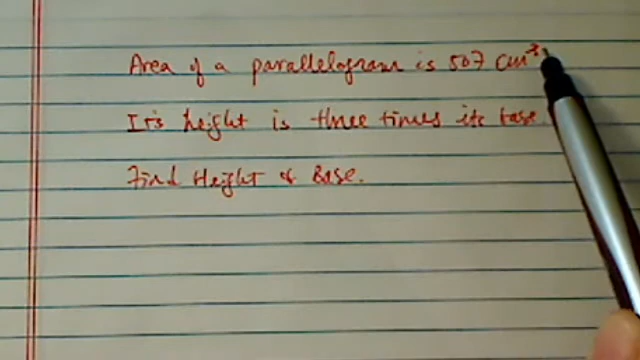 Area of a parallelogram is 507 cm²
It's height is three times its base
Find Height & Base.